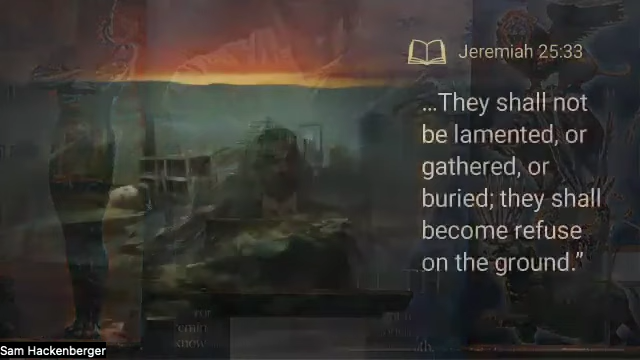 Jeremiah 25:33
…They shall not
be lamented, or
gathered, or
buried; they shall
become refuse
on the ground.”
know
Sam Hackenberger